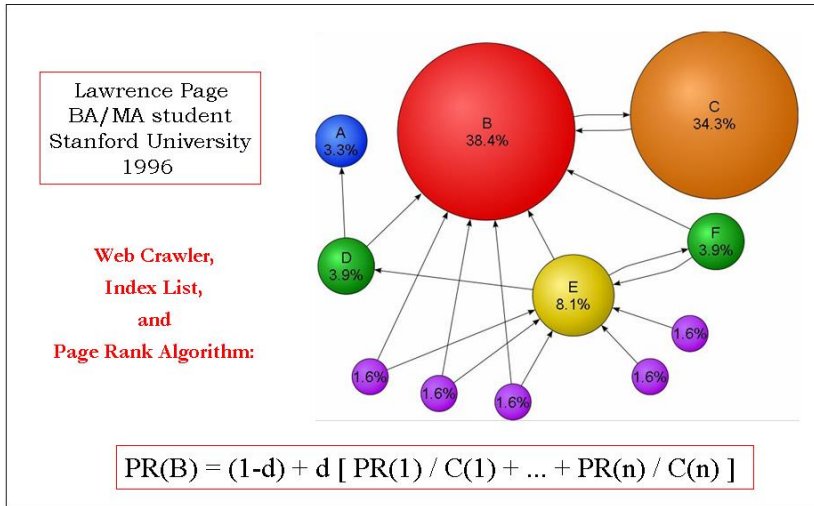 Lawrence Page
BA/MA student
Stanford University
1996
Web Crawler,
Index List,
and
Page Rank Algorithm:
A
3.3%
B
38.4%
C
34.3%
D
3.9%
E
8.1%
F
3.9%
1.6%
1.6%
1.6%
1.6%
1.6%
PR(B) = (1-d) + d [ PR(1) / C(1) + ... + PR(n) / C(n) ]